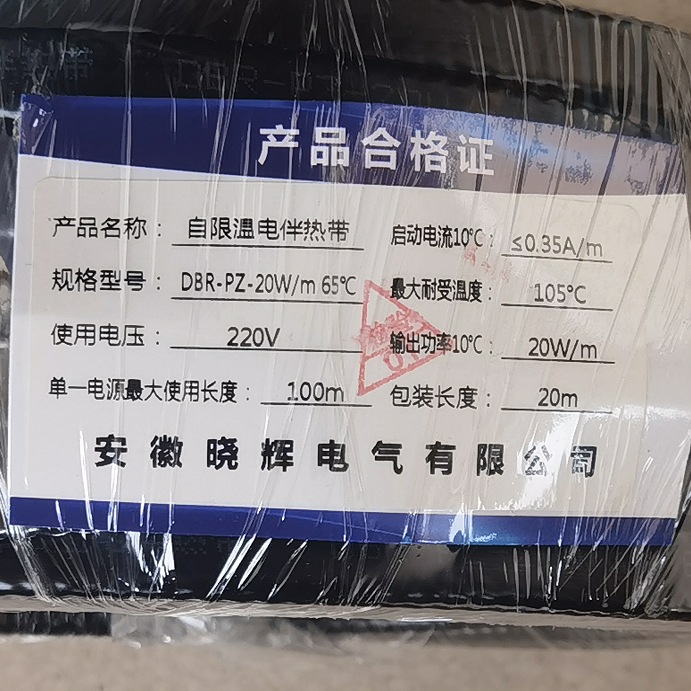 产品合格证
产品名称：自限温电伴热带 启动电流10℃：≤0.35A/m
规格型号：DBR-PZ-20W/m 65℃ 最大耐受温度：105℃
使用电压：220V 输出功率10℃：20W/m
单一电源最大使用长度：100m 包装长度：20m
安徽晓辉电气有限公司